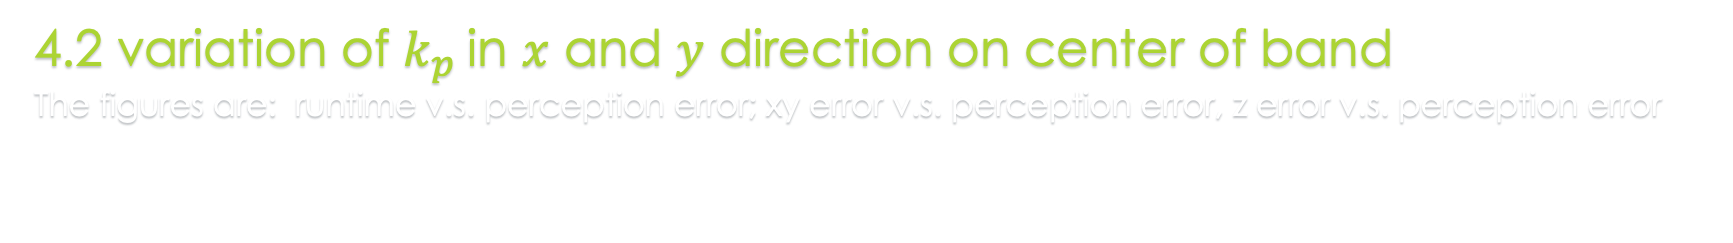 4.2 variation of kₚ in x and y direction on center of band
The figures are: runtime v.s. perception error; xy error v.s. perception error, z error v.s. perception error